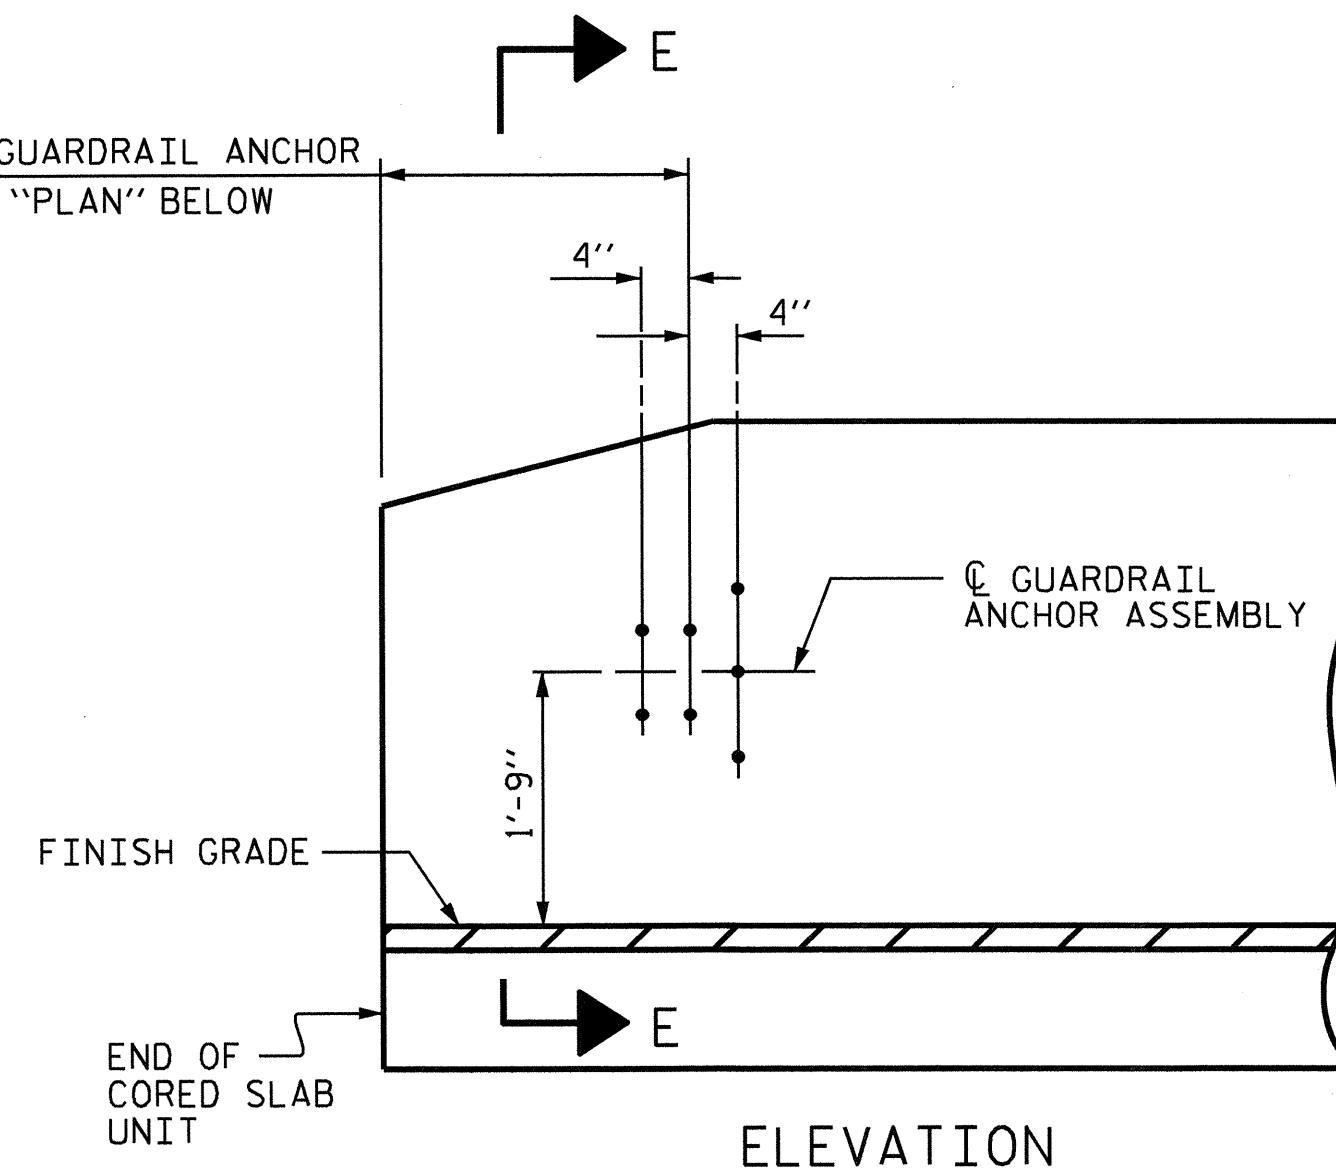 E
GUARDRAIL ANCHOR
"PLAN" BELOW
4"
4"
℄ GUARDRAIL
ANCHOR ASSEMBLY
1'-9"
FINISH GRADE
E
END OF
CORED SLAB
UNIT
ELEVATION